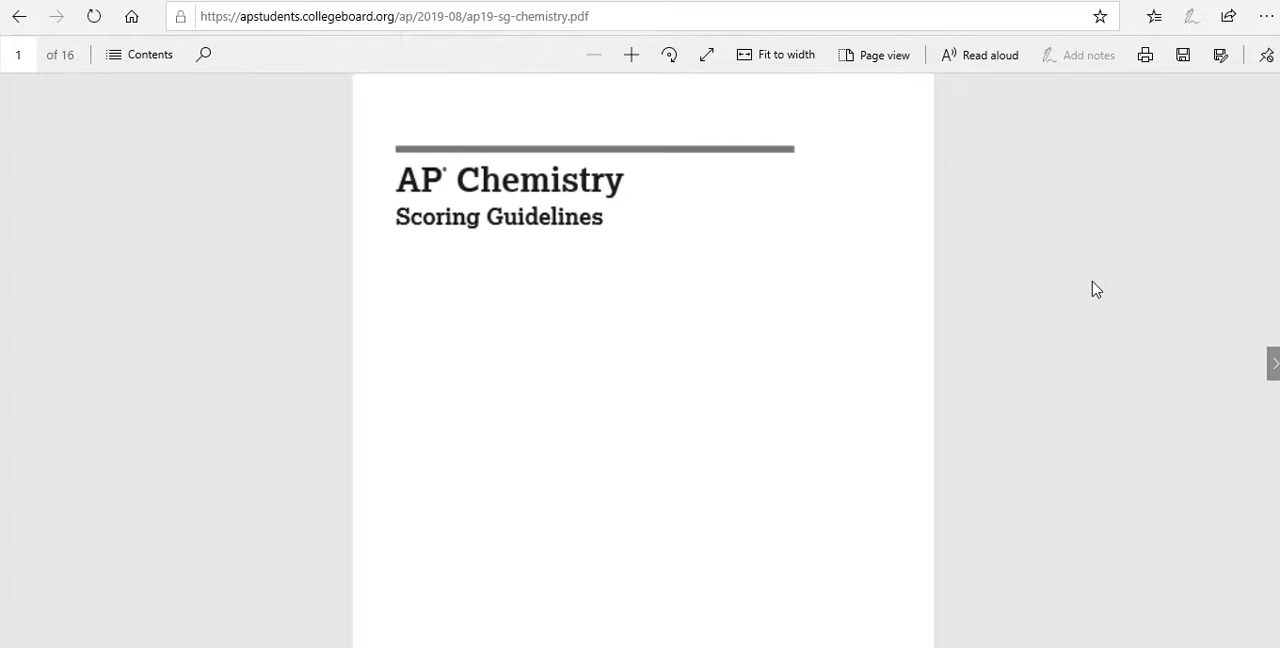 https://apstudents.collegeboard.org/ap/2019-08/ap19-sg-chemistry.pdf
1 of 16 Contents Fit to width Page view Read aloud Add notes
AP® Chemistry
Scoring Guidelines